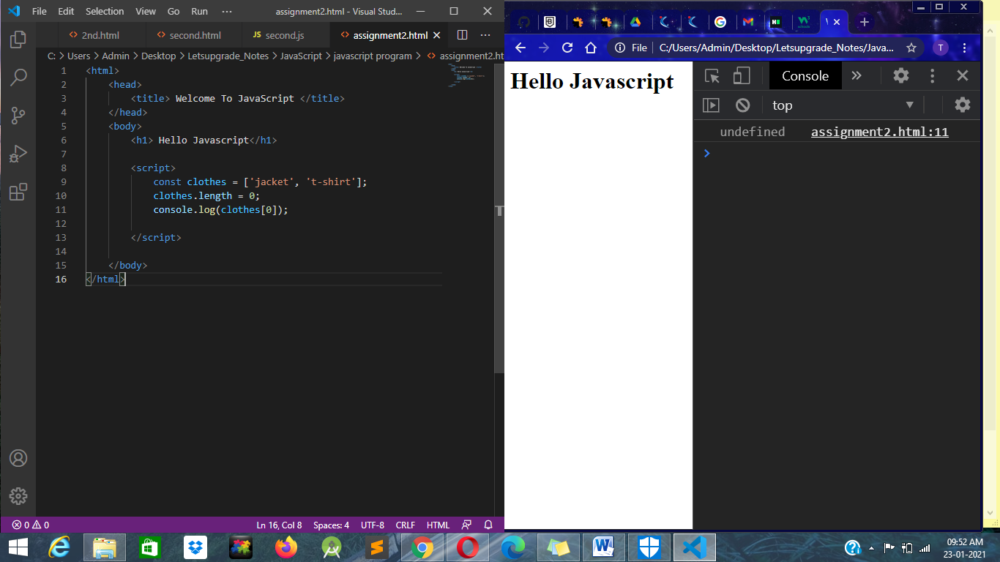 File Edit Selection View Go Run ··· assignment2.html - Visual Stud...
2nd.html second.html JS second.js assignment2.html
C: > Users > Admin > Desktop > Letsupgrade_Notes > JavaScript > javascript program > assignment2.ht
1 <html>
2 <head>
3 <title> Welcome To JavaScript </title>
4 </head>
5 <body>
6 <h1> Hello Javascript</h1>
7
8 <script>
9 const clothes = ['jacket', 't-shirt'];
10 clothes.length = 0;
11 console.log(clothes[0]);
12
13 </script>
14
15 </body>
16 </html>
0 0 Ln 16, Col 8 Spaces: 4 UTF-8 CRLF HTML
File C:/Users/Admin/Desktop/Letsupgrade_Notes/Java... T
Hello Javascript
Console
top
undefined assignment2.html:11
T
09:52 AM
23-01-2021